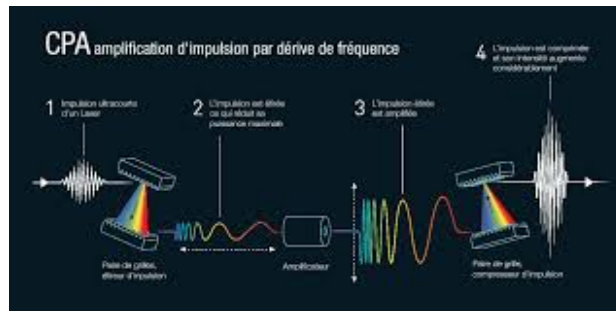 CPA amplification d'impulsion par dérive de fréquence
1 Impulsion ultracourte
d'un Laser
2 L'impulsion est étirée
ce qui réduit sa
puissance maximale
3 L'impulsion étirée
est amplifiée
4 L'impulsion est comprimée
et son intensité augmente
considérablement
Paire de grilles,
étireur d'impulsion
Amplificateur
Paire de grille,
compresseur d'impulsion